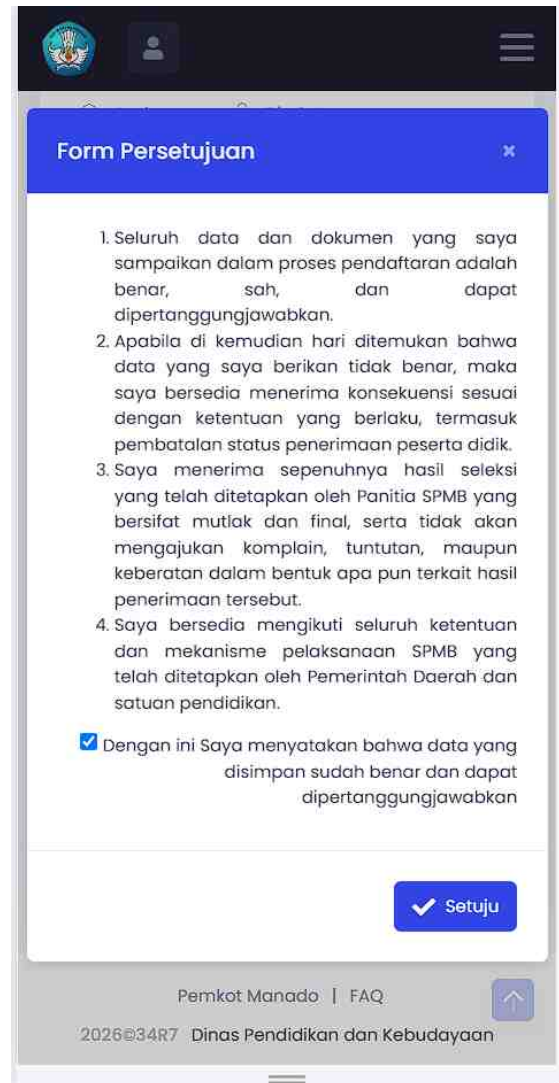 Form Persetujuan
1. Seluruh data dan dokumen yang saya
sampaikan dalam proses pendaftaran adalah
benar, sah, dan dapat
dipertanggungjawabkan.
2. Apabila di kemudian hari ditemukan bahwa
data yang saya berikan tidak benar, maka
saya bersedia menerima konsekuensi sesuai
dengan ketentuan yang berlaku, termasuk
pembatalan status penerimaan peserta didik.
3. Saya menerima sepenuhnya hasil seleksi
yang telah ditetapkan oleh Panitia SPMB yang
bersifat mutlak dan final, serta tidak akan
mengajukan komplain, tuntutan, maupun
keberatan dalam bentuk apa pun terkait hasil
penerimaan tersebut.
4. Saya bersedia mengikuti seluruh ketentuan
dan mekanisme pelaksanaan SPMB yang
telah ditetapkan oleh Pemerintah Daerah dan
satuan pendidikan.
Dengan ini Saya menyatakan bahwa data yang
disimpan sudah benar dan dapat
dipertanggungjawabkan
Setuju
Pemkot Manado | FAQ
2026©34R7 Dinas Pendidikan dan Kebudayaan